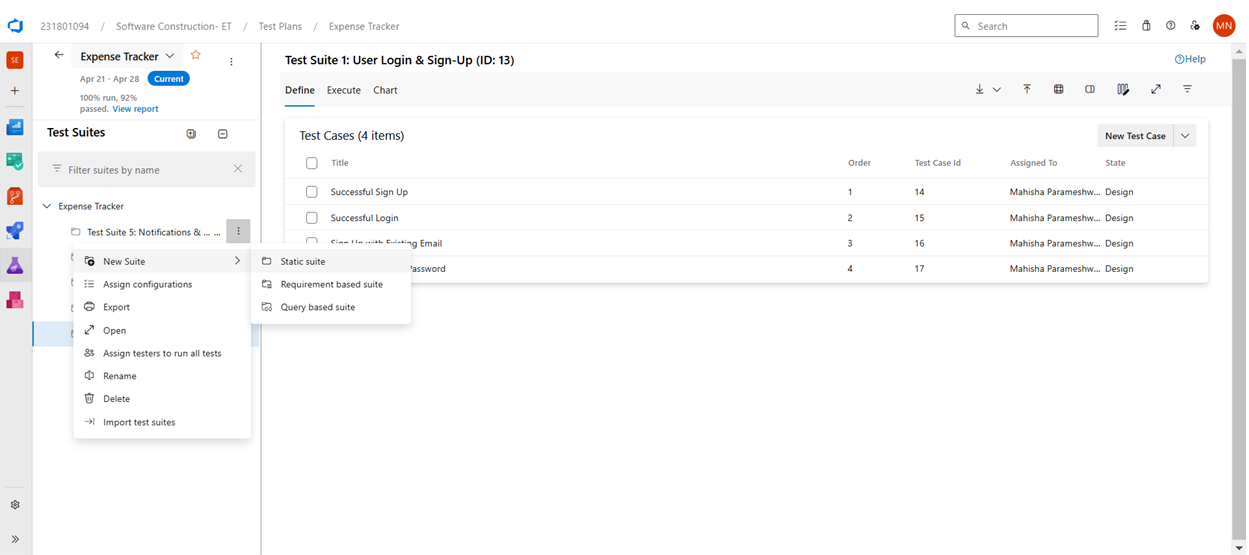 231801094 / Software Construction- ET / Test Plans / Expense Tracker
Search
MN
SE
Expense Tracker
Apr 21 - Apr 28 Current
100% run, 92%
passed. View report
Test Suites
Filter suites by name
Expense Tracker
Test Suite 5: Notifications & ... ...
New Suite
Assign configurations
Export
Open
Assign testers to run all tests
Rename
Delete
Import test suites
Static suite
Requirement based suite
Query based suite
Test Suite 1: User Login & Sign-Up (ID: 13)
Help
Define Execute Chart
Test Cases (4 items)
New Test Case
Title Order Test Case Id Assigned To State
Successful Sign Up 1 14 Mahisha Parameshw... Design
Successful Login 2 15 Mahisha Parameshw... Design
Sign Up with Existing Email 3 16 Mahisha Parameshw... Design
Password 4 17 Mahisha Parameshw... Design